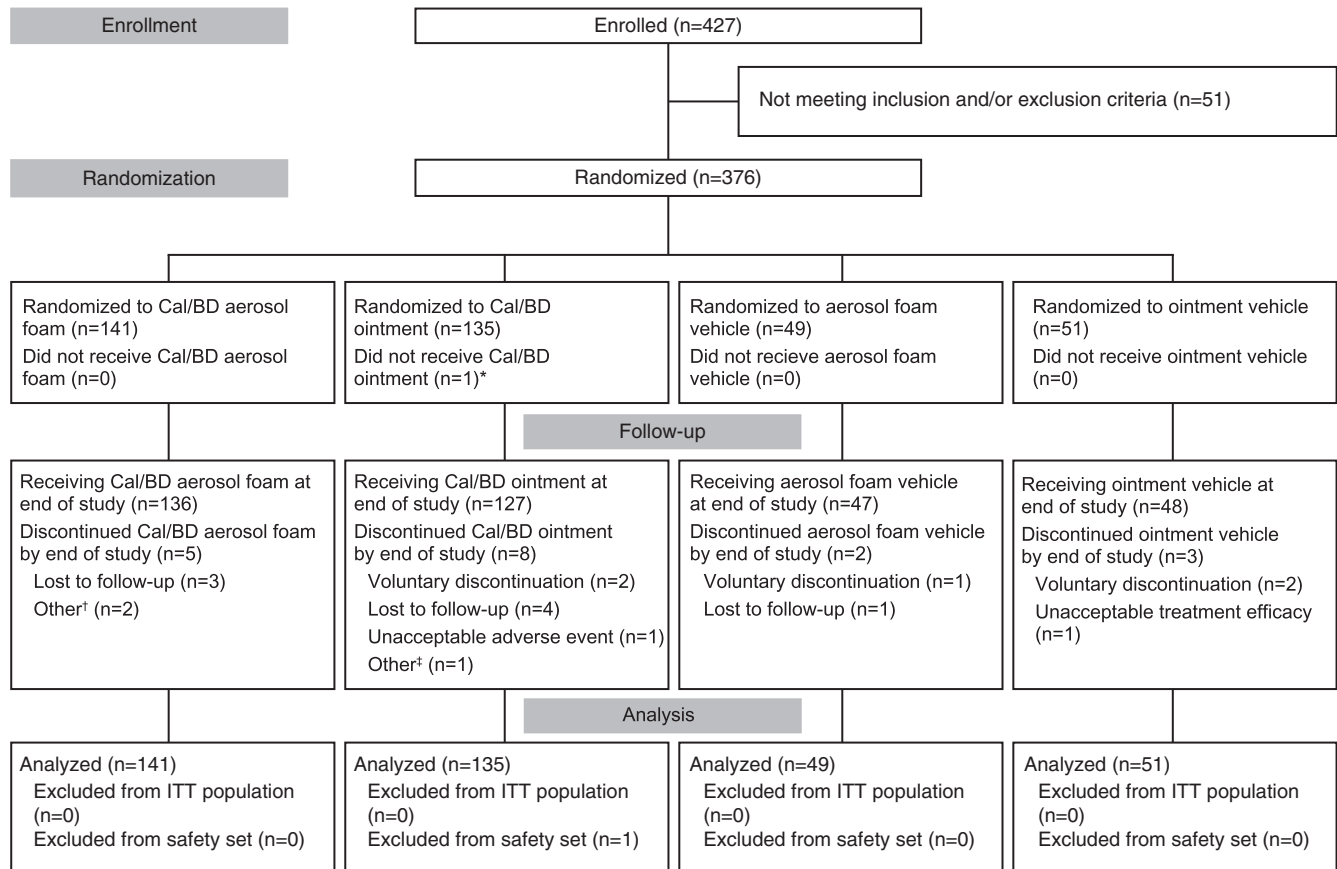 Enrollment
Enrolled (n=427)
Not meeting inclusion and/or exclusion criteria (n=51)
Randomization
Randomized (n=376)
Randomized to Cal/BD aerosol
foam (n=141)
Did not receive Cal/BD aerosol
foam (n=0)
Randomized to Cal/BD
ointment (n=135)
Did not receive Cal/BD
ointment (n=1)*
Randomized to aerosol foam
vehicle (n=49)
Did not recieve aerosol foam
vehicle (n=0)
Randomized to ointment vehicle
(n=51)
Did not receive ointment vehicle
(n=0)
Follow-up
Receiving Cal/BD aerosol foam at
end of study (n=136)
Discontinued Cal/BD aerosol foam
by end of study (n=5)
Lost to follow-up (n=3)
Other† (n=2)
Receiving Cal/BD ointment at
end of study (n=127)
Discontinued Cal/BD ointment
by end of study (n=8)
Voluntary discontinuation (n=2)
Lost to follow-up (n=4)
Unacceptable adverse event (n=1)
Other‡ (n=1)
Receiving aerosol foam vehicle
at end of study (n=47)
Discontinued aerosol foam vehicle
by end of study (n=2)
Voluntary discontinuation (n=1)
Lost to follow-up (n=1)
Receiving ointment vehicle at
end of study (n=48)
Discontinued ointment vehicle
by end of study (n=3)
Voluntary discontinuation (n=2)
Unacceptable treatment efficacy
(n=1)
Analysis
Analyzed (n=141)
Excluded from ITT population
(n=0)
Excluded from safety set (n=0)
Analyzed (n=135)
Excluded from ITT population
(n=0)
Excluded from safety set (n=1)
Analyzed (n=49)
Excluded from ITT population
(n=0)
Excluded from safety set (n=0)
Analyzed (n=51)
Excluded from ITT population
(n=0)
Excluded from safety set (n=0)